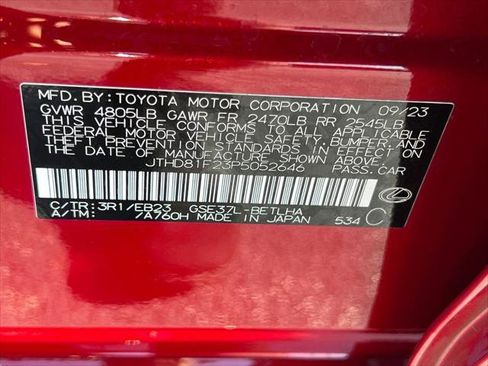 MFD. BY: TOYOTA MOTOR CORPORATION 09/23
GVWR 4805LB GAWR FR 2470LB RR 2545LB
THIS VEHICLE CONFORMS TO ALL APPLICABLE
FEDERAL MOTOR VEHICLE SAFETY, BUMPER, AND
THEFT PREVENTION STANDARDS IN EFFECT ON
THE DATE OF MANUFACTURE SHOWN ABOVE.
JTHD81F23P5052646 PASS. CAR
C/TR: 3R1/EB23 GSE37L-BETLHA
A/TM: /A760H MADE IN JAPAN 534 C